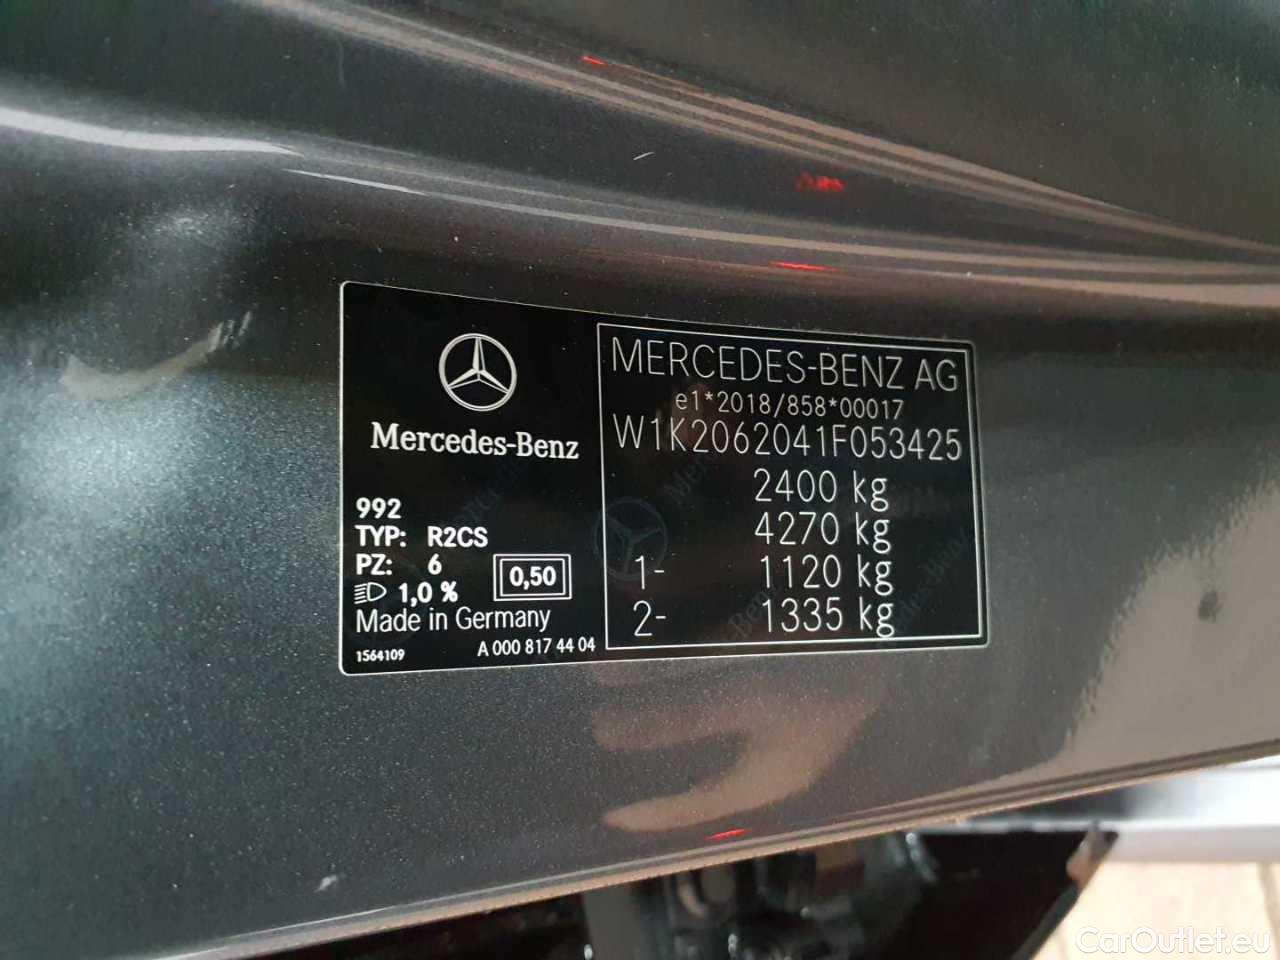 Mercedes-Benz
992
TYP: R2CS
PZ: 6
1,0 %
0,50
Made in Germany
1564109
A 000 817 44 04
MERCEDES-BENZ AG
e1*2018/858*00017
W1K2062041F053425
2400 kg
4270 kg
1- 1120 kg
2- 1335 kg
CarOutlet.eu